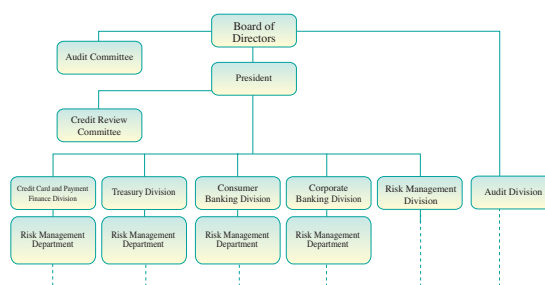 Board of
Directors
Audit Committee
President
Credit Review
Committee
Credit Card and Payment
Finance Division
Treasury Division
Consumer
Banking Division
Corporate
Banking Division
Risk Management
Division
Audit Division
Risk Management
Department
Risk Management
Department
Risk Management
Department
Risk Management
Department